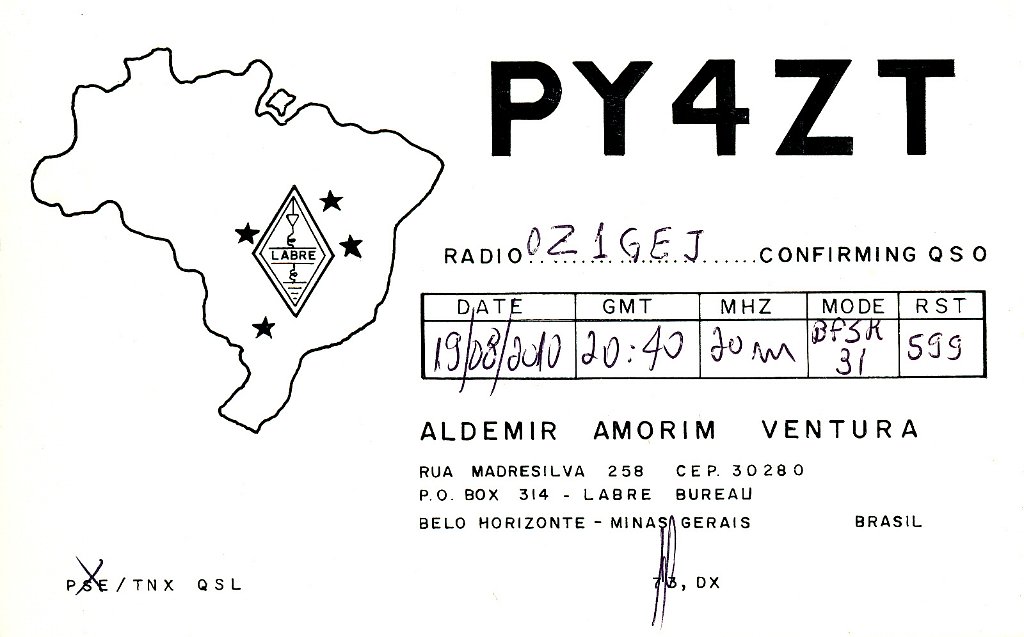 PY4ZT
LABRE
RADIO OZ1GEJ CONFIRMING QSO
DATE GMT MHZ MODE RST
19/08/2010 20:40 20m BPSK 31 599
ALDEMIR AMORIM VENTURA
RUA MADRESILVA 258 CEP. 30280
P.O. BOX 314 - LABRE BUREAU
BELO HORIZONTE - MINAS GERAIS BRASIL
PSE/TNX QSL 73, DX